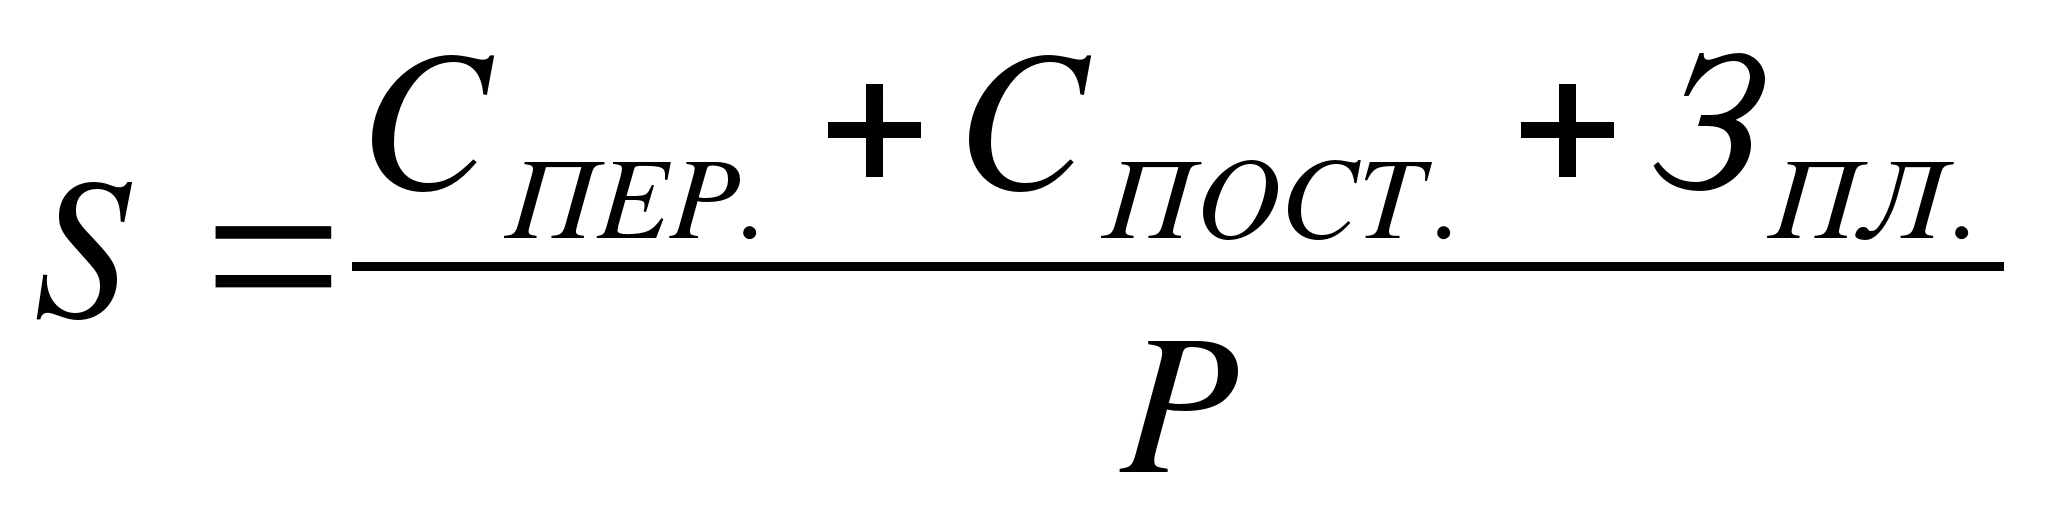 S = (С ПЕР. + С ПОСТ. + З ПЛ.) / P